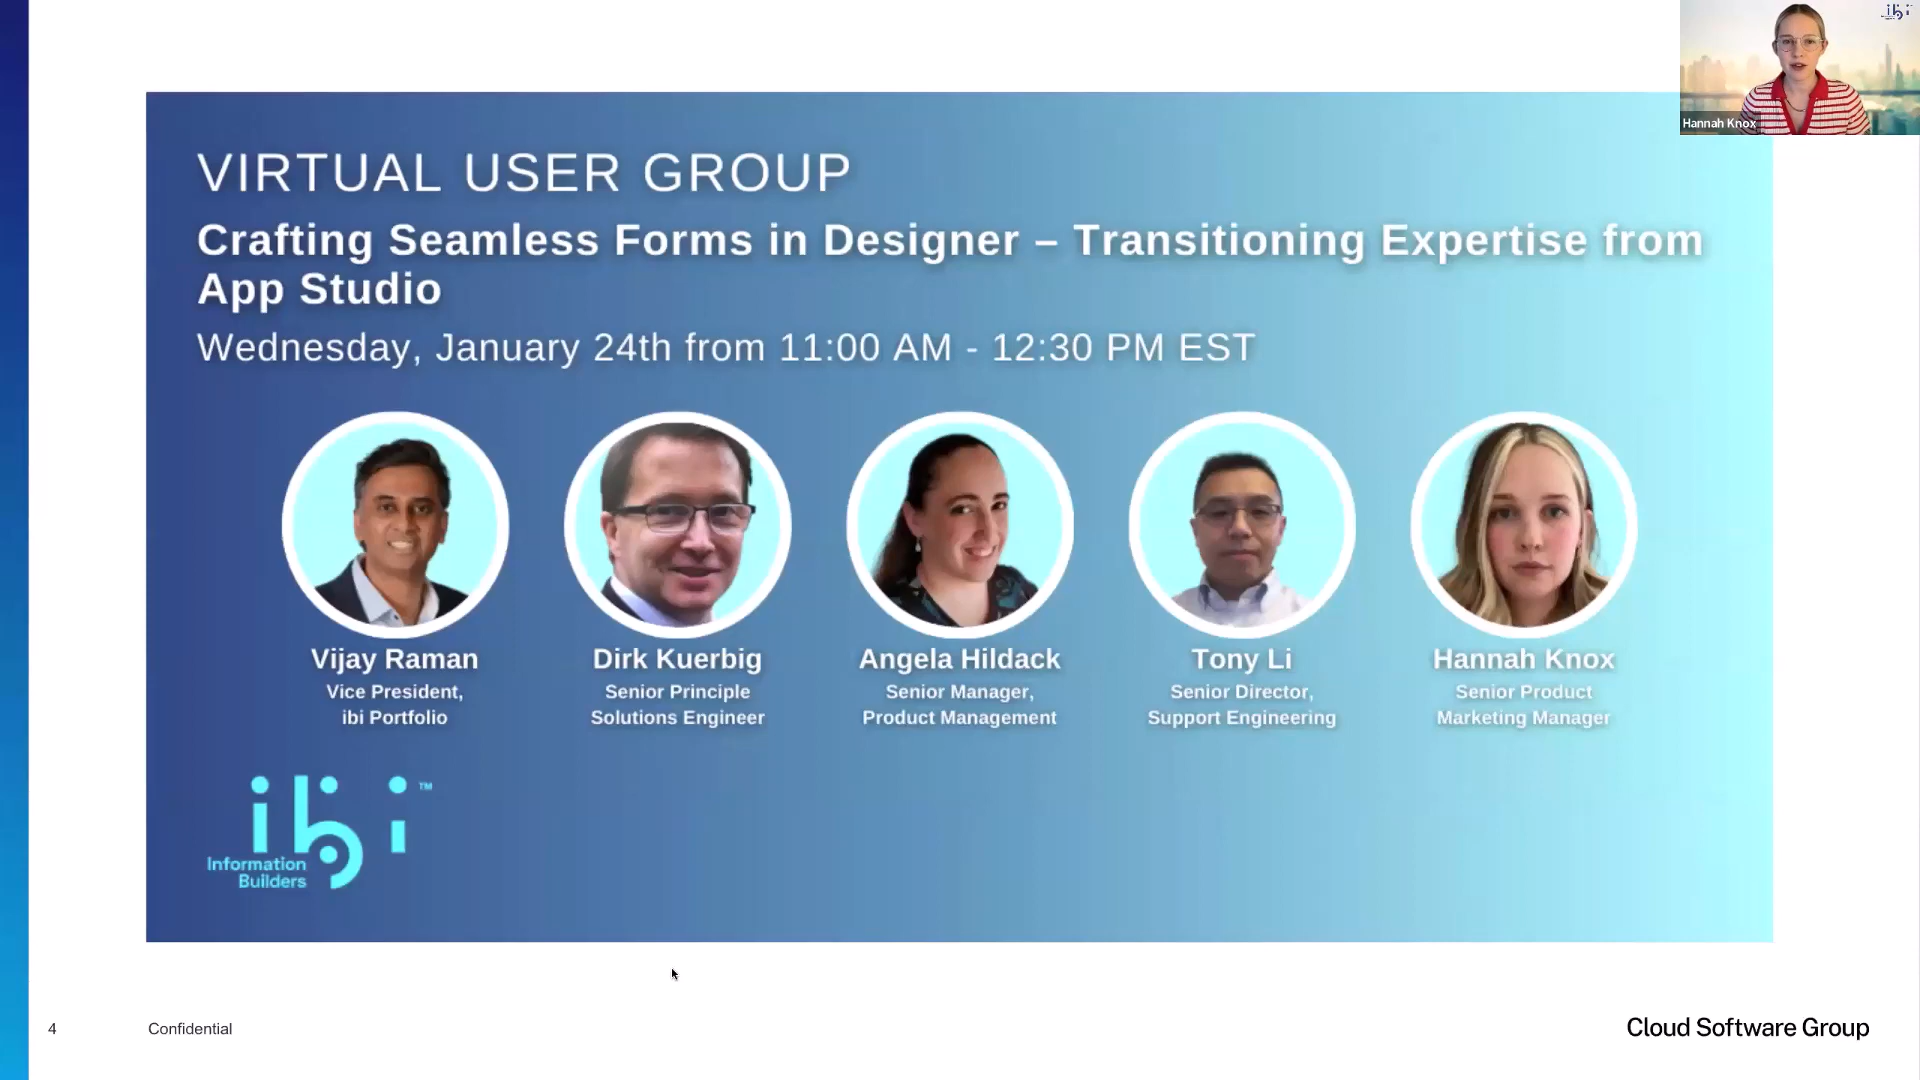 VIRTUAL USER GROUP
Crafting Seamless Forms in Designer – Transitioning Expertise from
App Studio
Wednesday, January 24th from 11:00 AM - 12:30 PM EST
Vijay Raman
Vice President,
ibi Portfolio
Dirk Kuerbig
Senior Principle
Solutions Engineer
Angela Hildack
Senior Manager,
Product Management
Tony Li
Senior Director,
Support Engineering
Hannah Knox
Senior Product
Marketing Manager
ibi ™
Information
Builders
ibi
Hannah Knox
4
Confidential
Cloud Software Group